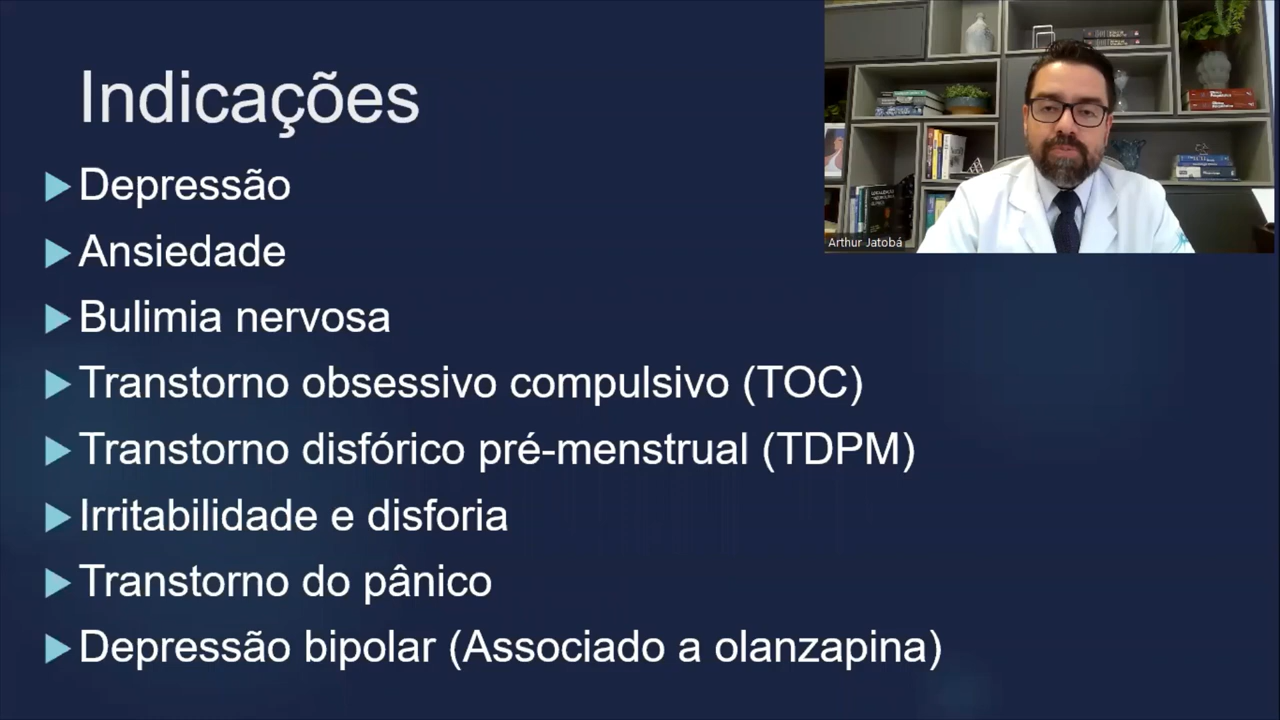 Indicações
Depressão
Ansiedade
Bulimia nervosa
Transtorno obsessivo compulsivo (TOC)
Transtorno disfórico pré-menstrual (TDPM)
Irritabilidade e disforia
Transtorno do pânico
Depressão bipolar (Associado a olanzapina)
Arthur Jatobá